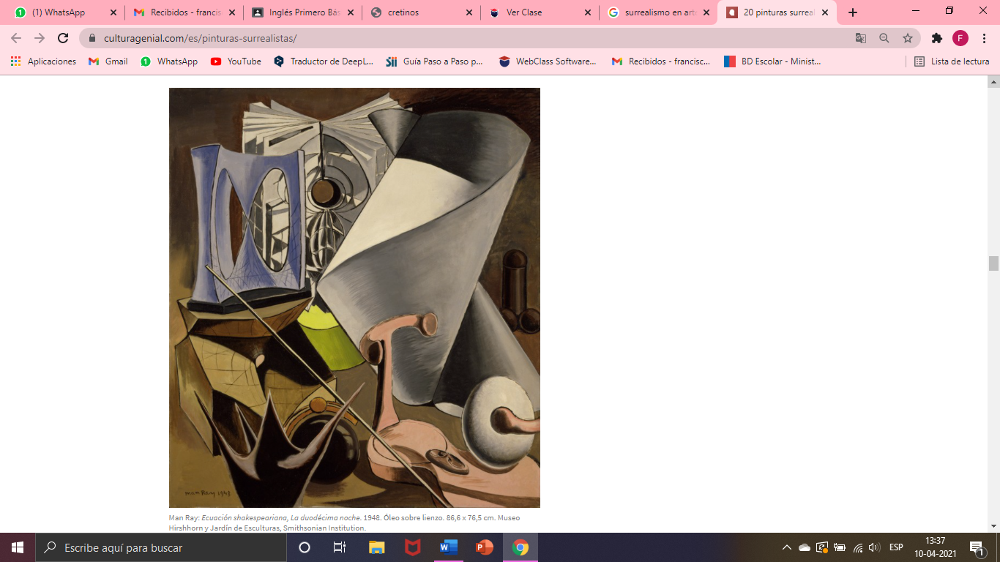 (1) WhatsApp
Recibidos - francis
Inglés Primero Bás
cretinos
Ver Clase
surrealismo en arte
20 pinturas surreal
culturagenial.com/es/pinturas-surrealistas/
F
Aplicaciones
Gmail
WhatsApp
YouTube
Traductor de DeepL...
Guía Paso a Paso p...
WebClass Software...
Recibidos - francisc...
BD Escolar - Minist...
Lista de lectura
man Ray 1948
Man Ray: Ecuación shakespeariana, La duodécima noche. 1948. Óleo sobre lienzo. 86,6 x 76,5 cm. Museo
Hirshhorn y Jardín de Esculturas, Smithsonian Institution.
Escribe aquí para buscar
ESP
13:37
10-04-2021
1